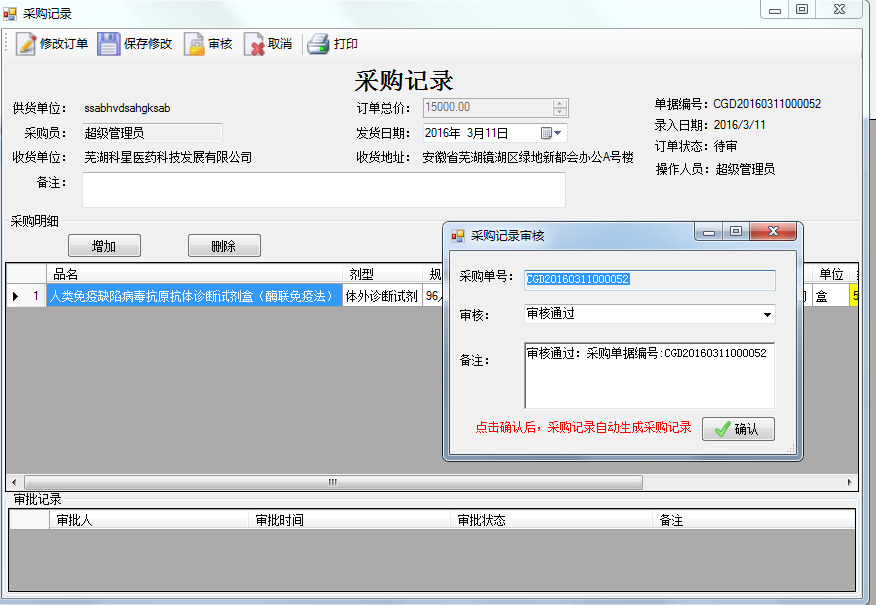 采购记录
修改订单 保存修改 审核 取消 打印
采购记录
供货单位： ssabhvdsahgksab 订单总价： 15000.00 单据编号：CGD20160311000052
采购员： 超级管理员 发货日期： 2016年 3月11日 录入日期：2016/3/11
收货单位： 芜湖科星医药科技发展有限公司 收货地址： 安徽省芜湖镜湖区绿地新都会办公A号楼 订单状态：待审
备注： 操作人员：超级管理员
采购明细
增加 删除
品名 剂型 规 单位
1 人类免疫缺陷病毒抗原抗体诊断试剂盒（酶联免疫法） 体外诊断试剂 96 盒 5
采购记录审核
采购单号： CGD20160311000052
审核： 审核通过
备注： 审核通过：采购单据编号:CGD20160311000052
点击确认后，采购记录自动生成采购记录 确认
审批记录
审批人 审批时间 审批状态 备注